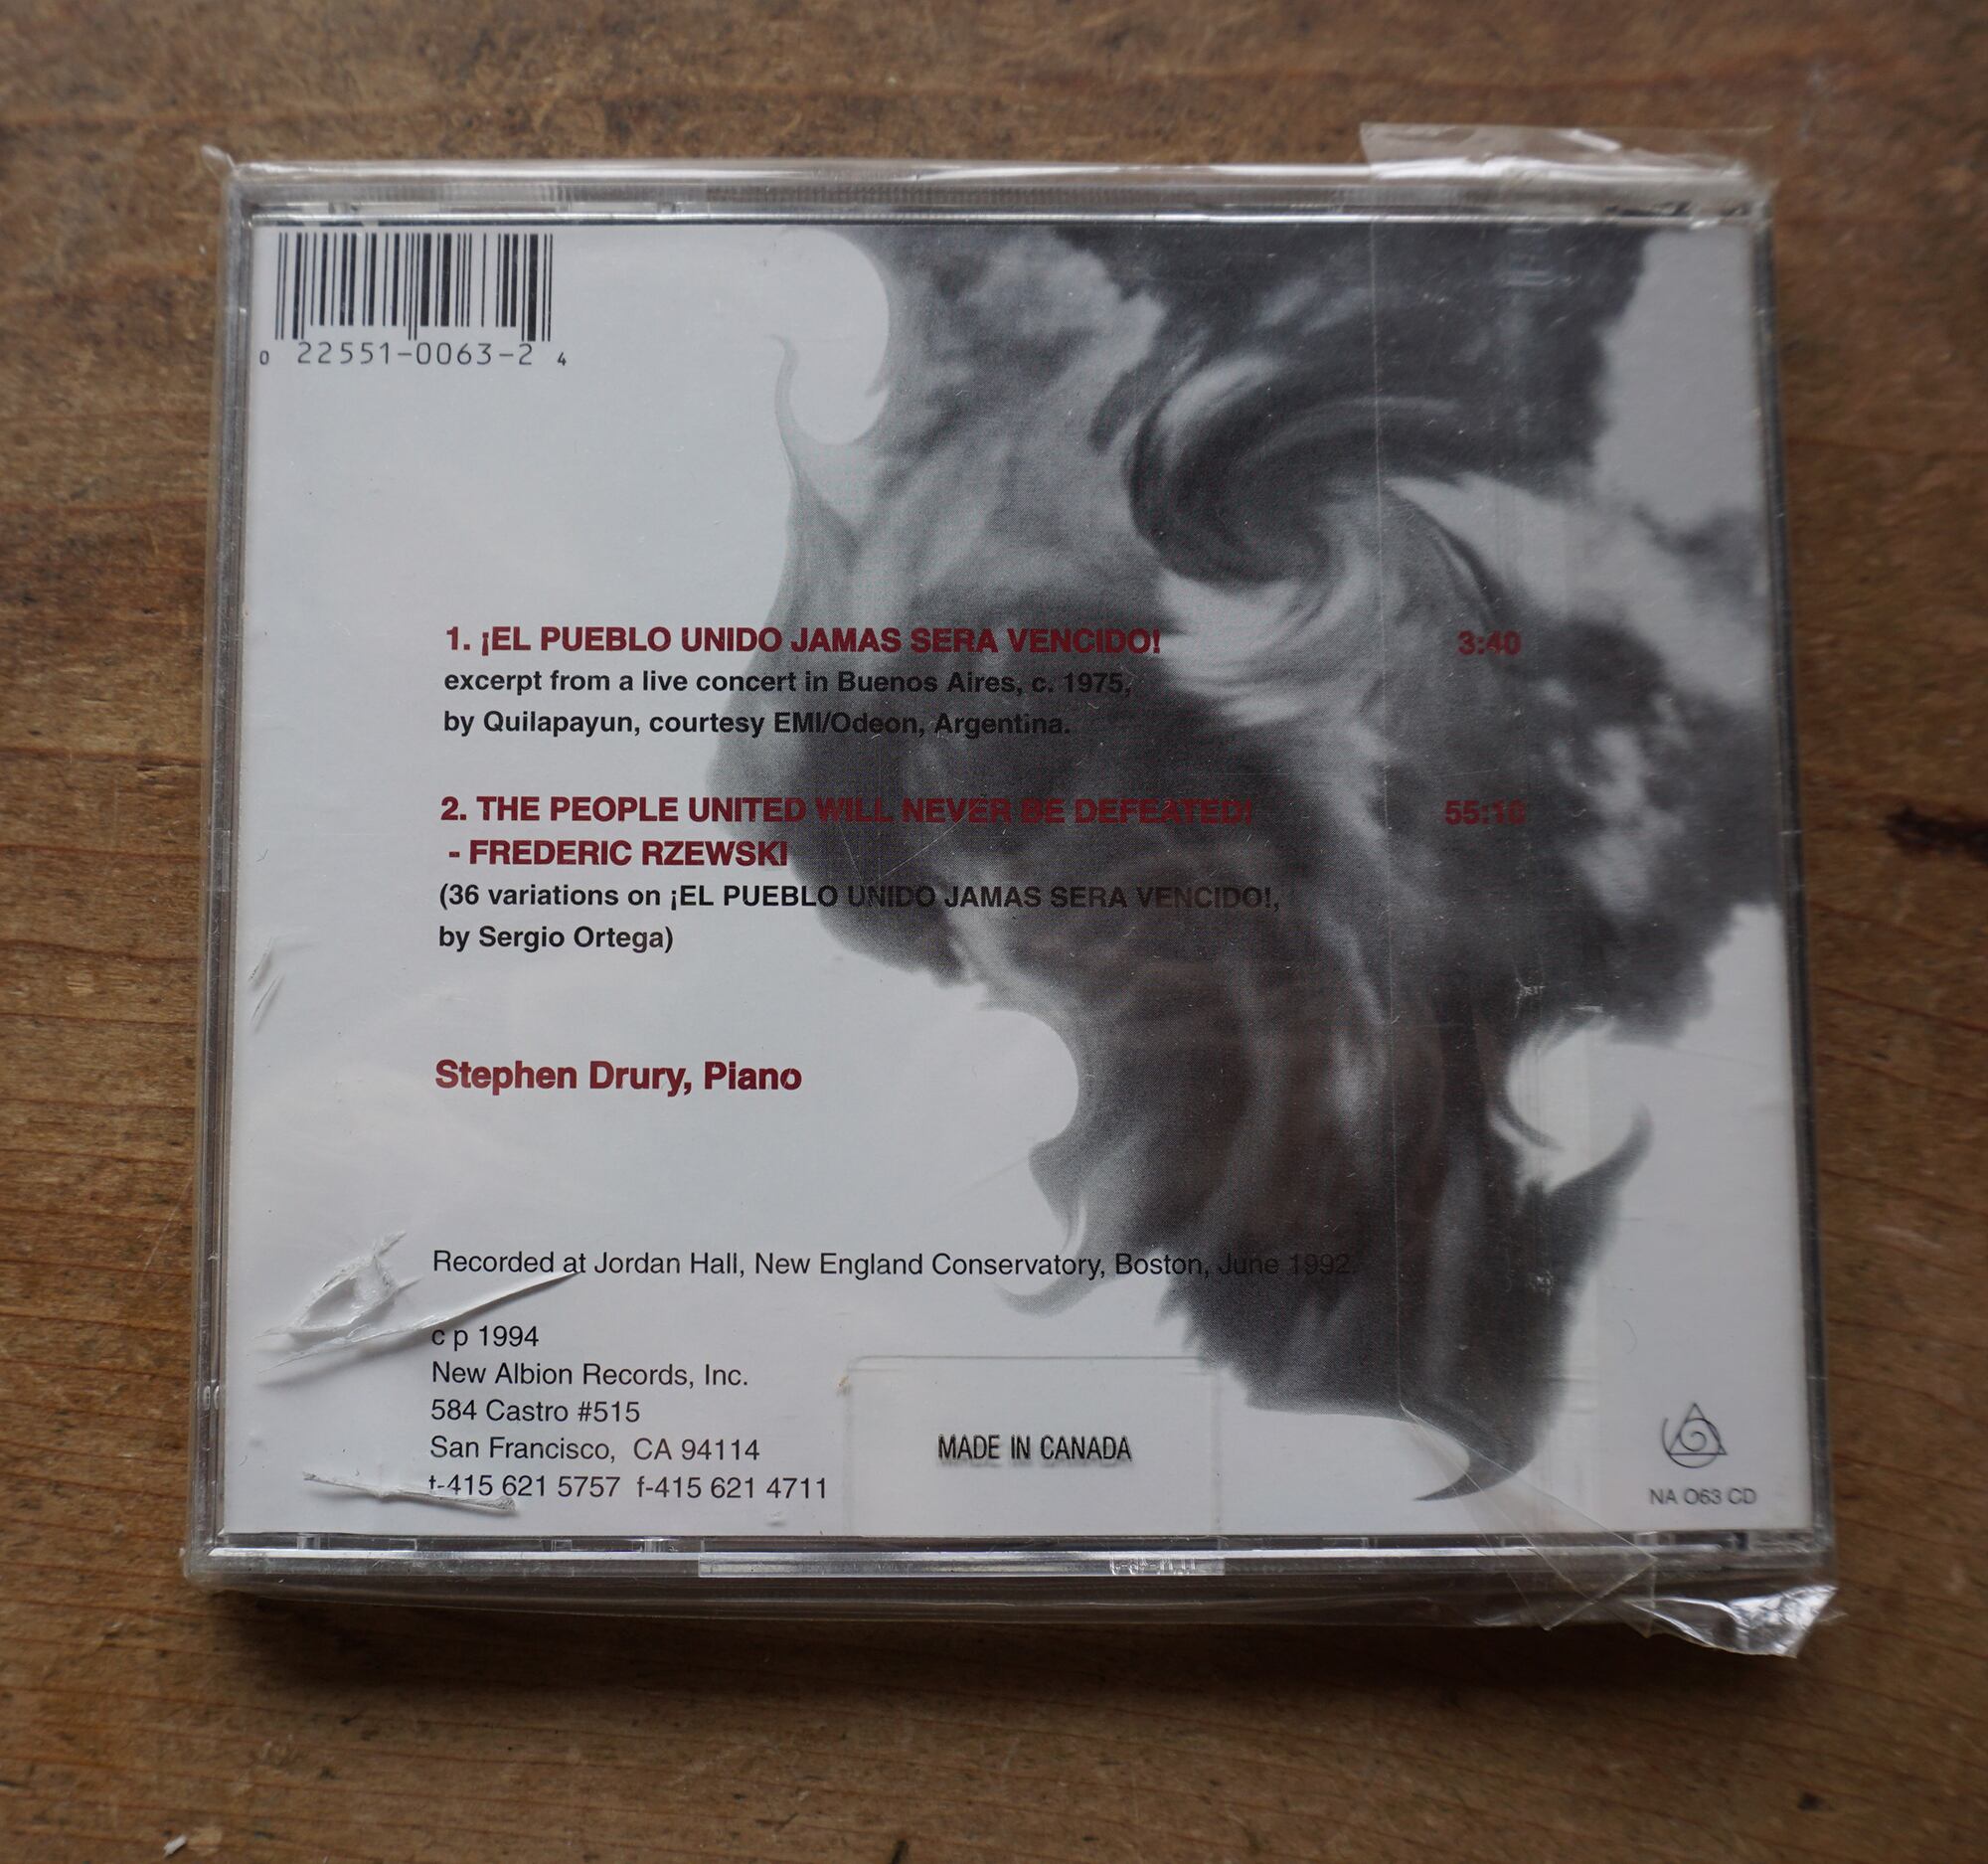 0 22551-0063-2 4
1. ¡EL PUEBLO UNIDO JAMAS SERA VENCIDO! 3:40
excerpt from a live concert in Buenos Aires, c. 1975,
by Quilapayun, courtesy EMI/Odeon, Argentina.
2. THE PEOPLE UNITED WILL NEVER BE DEFEATED!
- FREDERIC RZEWSKI
(36 variations on ¡EL PUEBLO UNIDO JAMAS SERA VENCIDO!,
by Sergio Ortega)
Stephen Drury, Piano
Recorded at Jordan Hall, New England Conservatory, Boston, June 1992
c p 1994
New Albion Records, Inc.
584 Castro #515
San Francisco, CA 94114
t-415 621 5757 f-415 621 4711
MADE IN CANADA
NA O63 CD